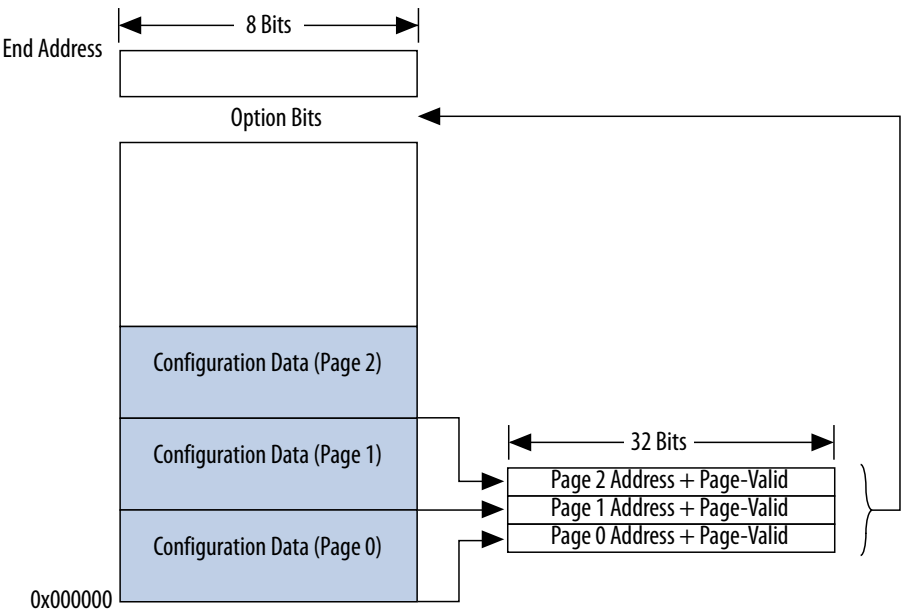 8 Bits
End Address
Option Bits
Configuration Data (Page 2)
Configuration Data (Page 1)
32 Bits
Page 2 Address + Page-Valid
Page 1 Address + Page-Valid
Page 0 Address + Page-Valid
Configuration Data (Page 0)
0x000000